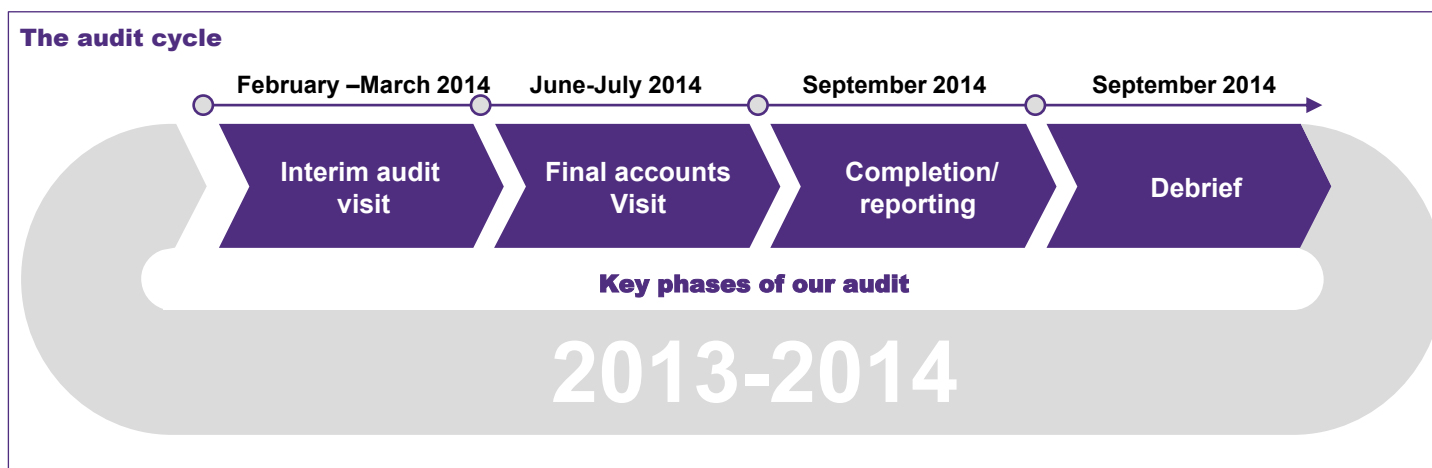 The audit cycle
February –March 2014
June-July 2014
September 2014
September 2014
Interim audit
visit
Final accounts
Visit
Completion/
reporting
Debrief
Key phases of our audit
2013-2014